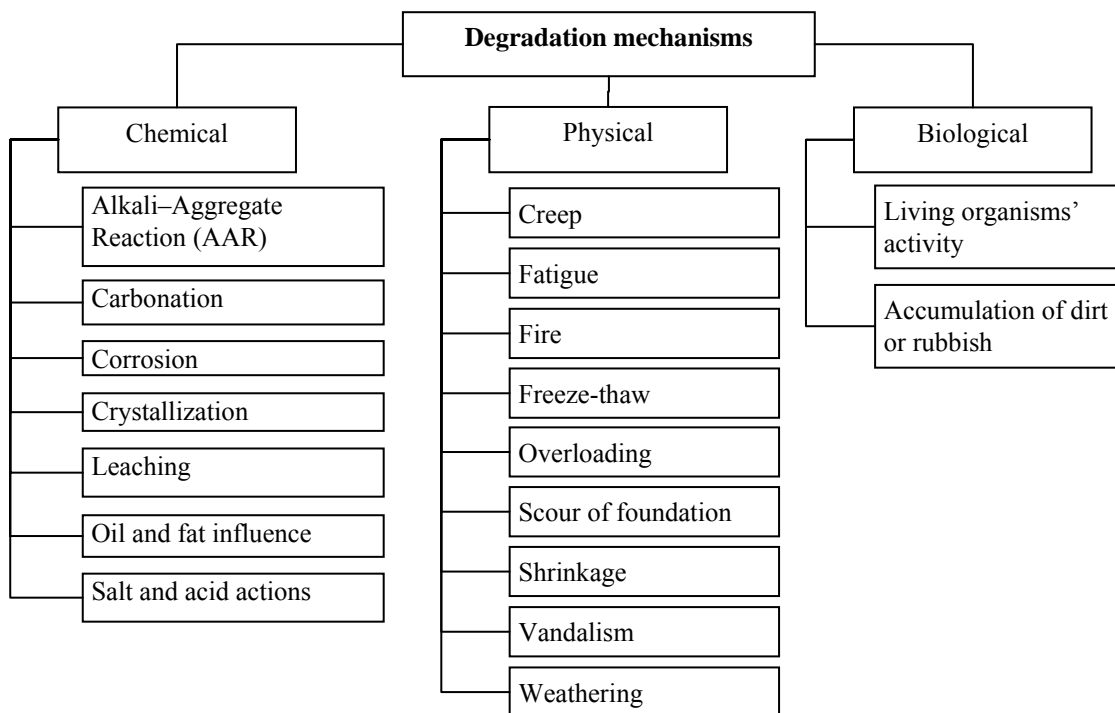 Degradation mechanisms
Chemical
Alkali–Aggregate
Reaction (AAR)
Carbonation
Corrosion
Crystallization
Leaching
Oil and fat influence
Salt and acid actions
Physical
Creep
Fatigue
Fire
Freeze-thaw
Overloading
Scour of foundation
Shrinkage
Vandalism
Weathering
Biological
Living organisms’
activity
Accumulation of dirt
or rubbish